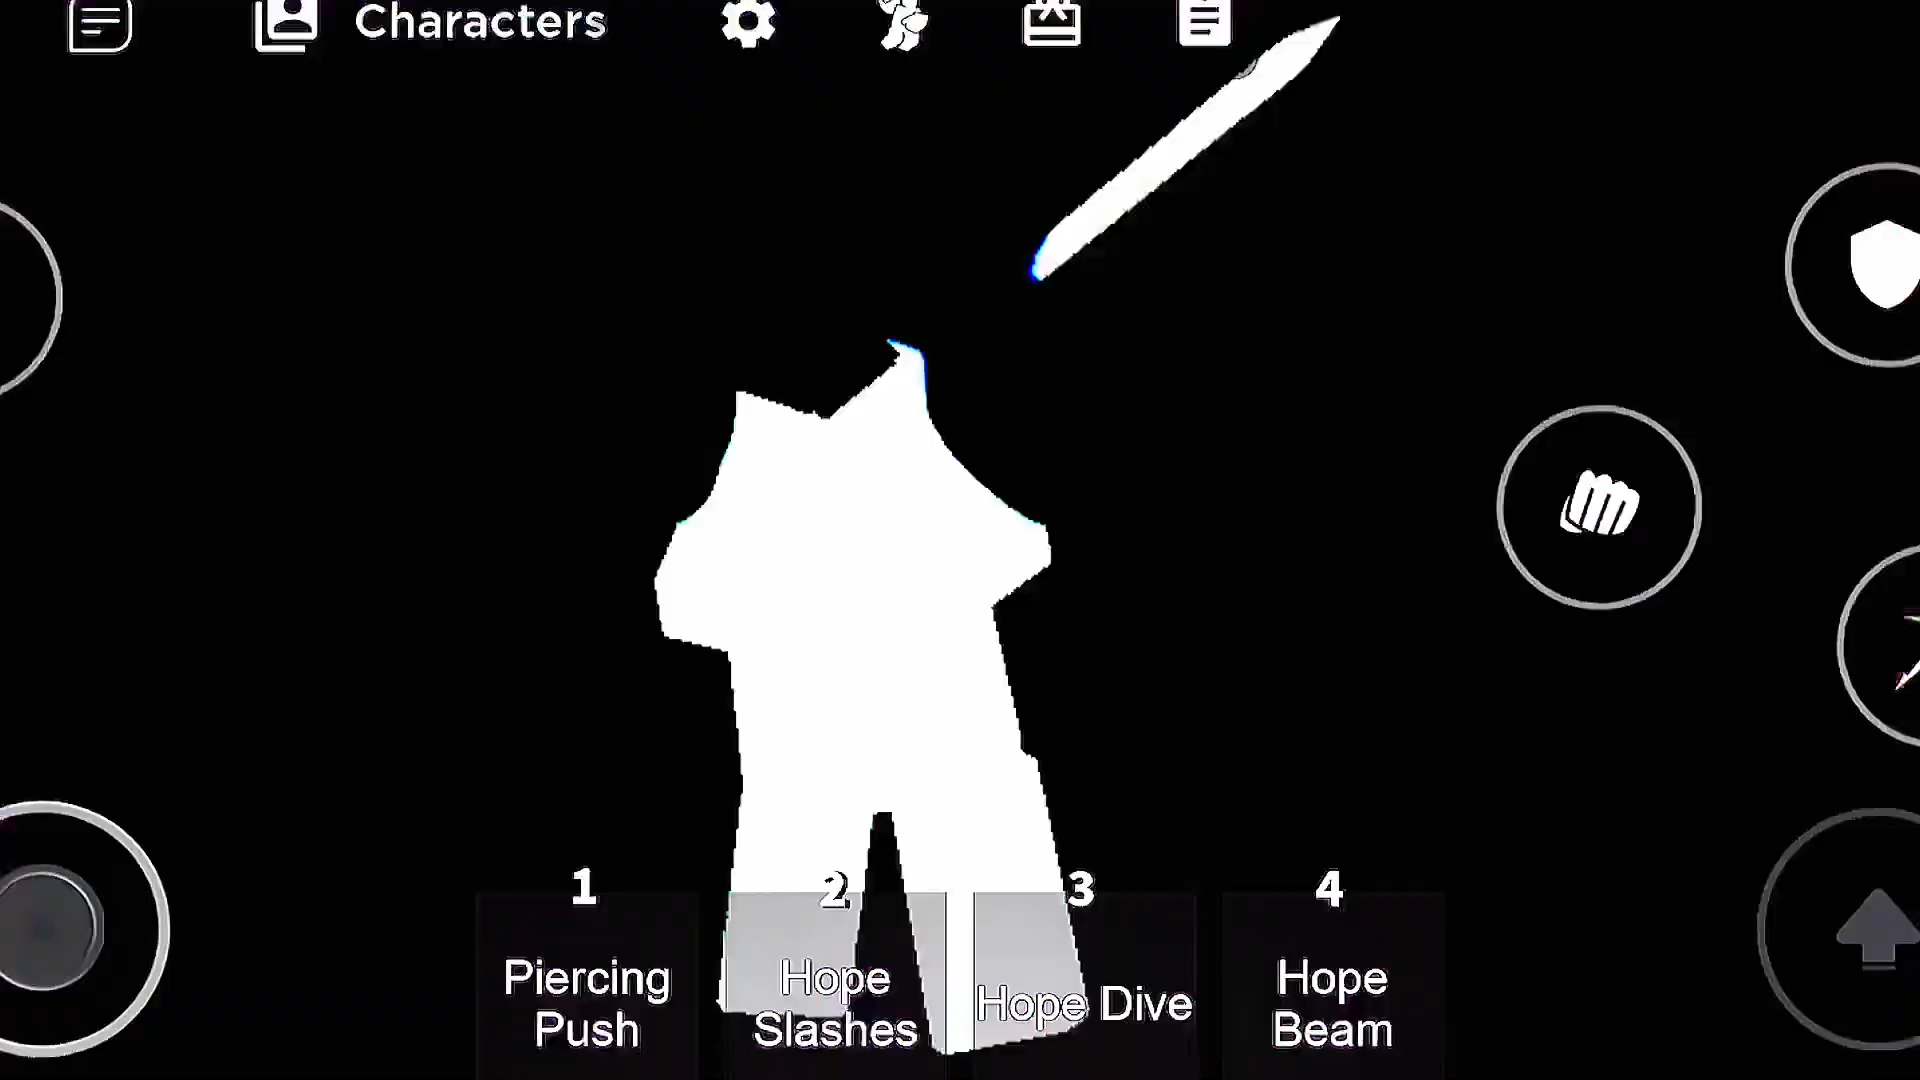 Characters
1
2
3
4
Piercing
Push
Hope
Slashes
Hope Dive
Hope
Beam